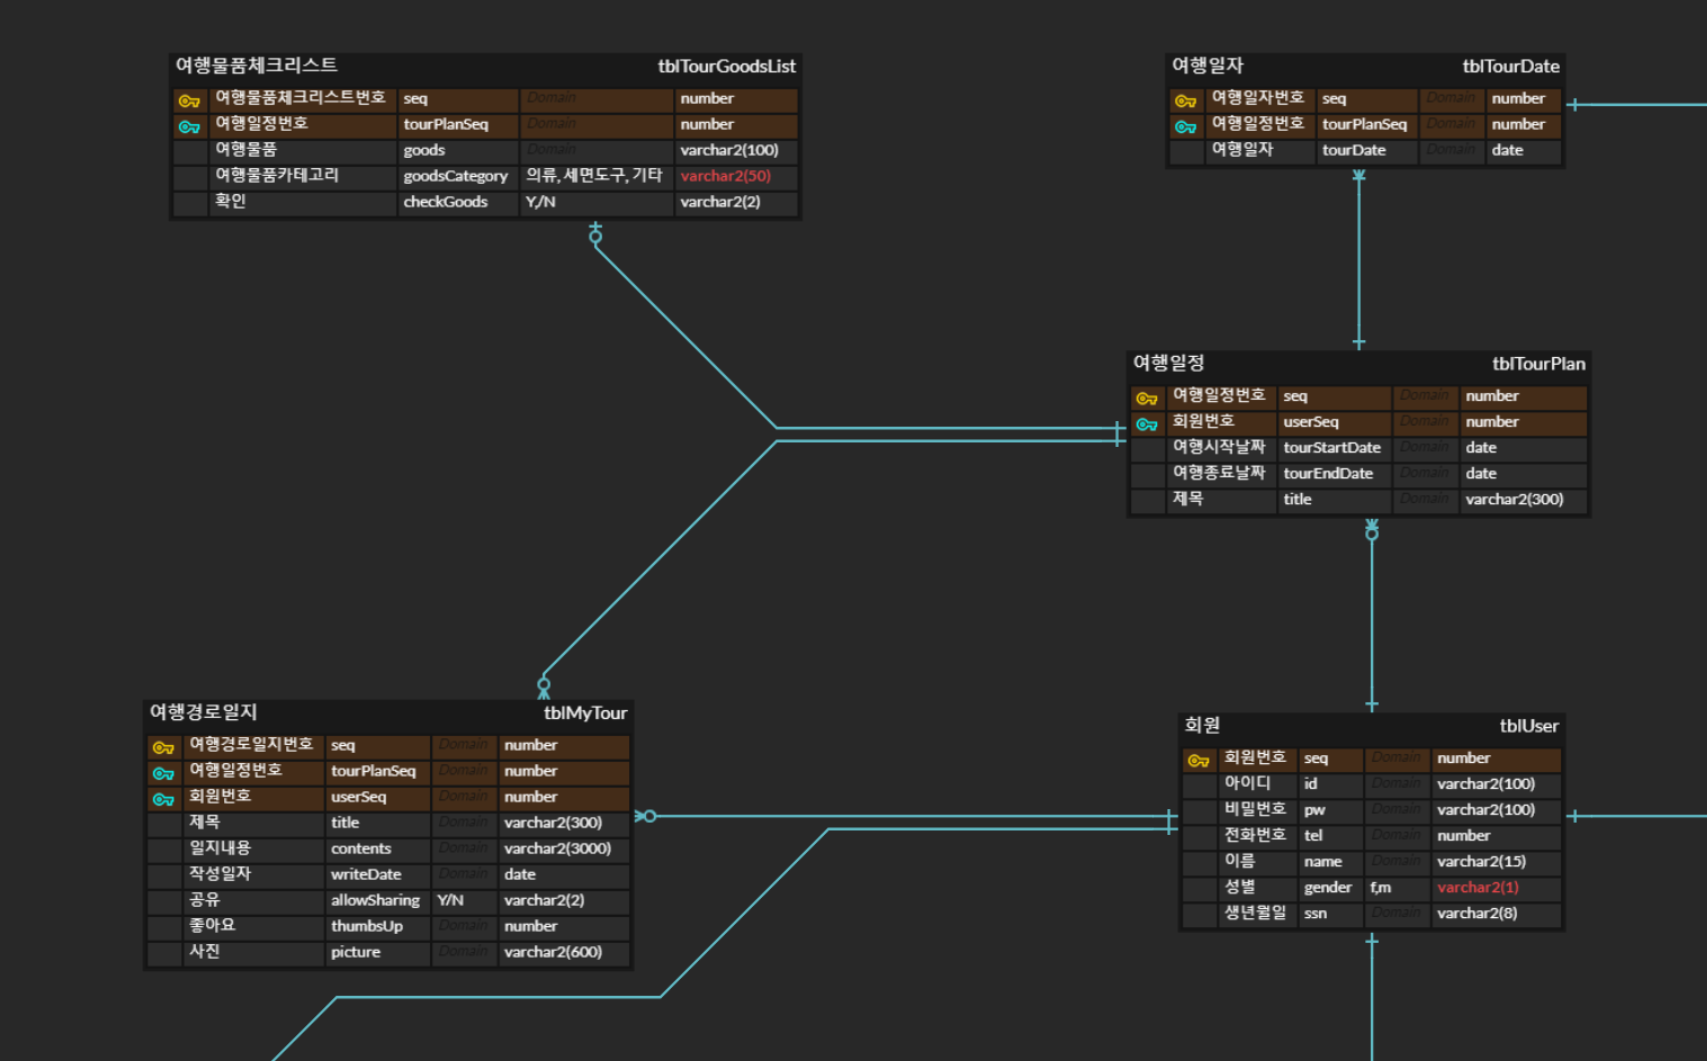 여행물품체크리스트 tblTourGoodsList
여행물품체크리스트번호 seq Domain number
여행일정번호 tourPlanSeq Domain number
여행물품 goods Domain varchar2(100)
여행물품카테고리 goodsCategory 의류, 세면도구, 기타 varchar2(50)
확인 checkGoods Y/N varchar2(2)
여행일자 tblTourDate
여행일자번호 seq Domain number
여행일정번호 tourPlanSeq Domain number
여행일자 tourDate Domain date
여행일정 tblTourPlan
여행일정번호 seq Domain number
회원번호 userSeq Domain number
여행시작날짜 tourStartDate Domain date
여행종료날짜 tourEndDate Domain date
제목 title Domain varchar2(300)
여행경로일지 tblMyTour
여행경로일지번호 seq Domain number
여행일정번호 tourPlanSeq Domain number
회원번호 userSeq Domain number
제목 title Domain varchar2(300)
일지내용 contents Domain varchar2(3000)
작성일자 writeDate Domain date
공유 allowSharing Y/N varchar2(2)
좋아요 thumbsUp Domain number
사진 picture Domain varchar2(600)
회원 tblUser
회원번호 seq Domain number
아이디 id Domain varchar2(100)
비밀번호 pw Domain varchar2(100)
전화번호 tel Domain number
이름 name Domain varchar2(15)
성별 gender f,m varchar2(1)
생년월일 ssn Domain varchar2(8)